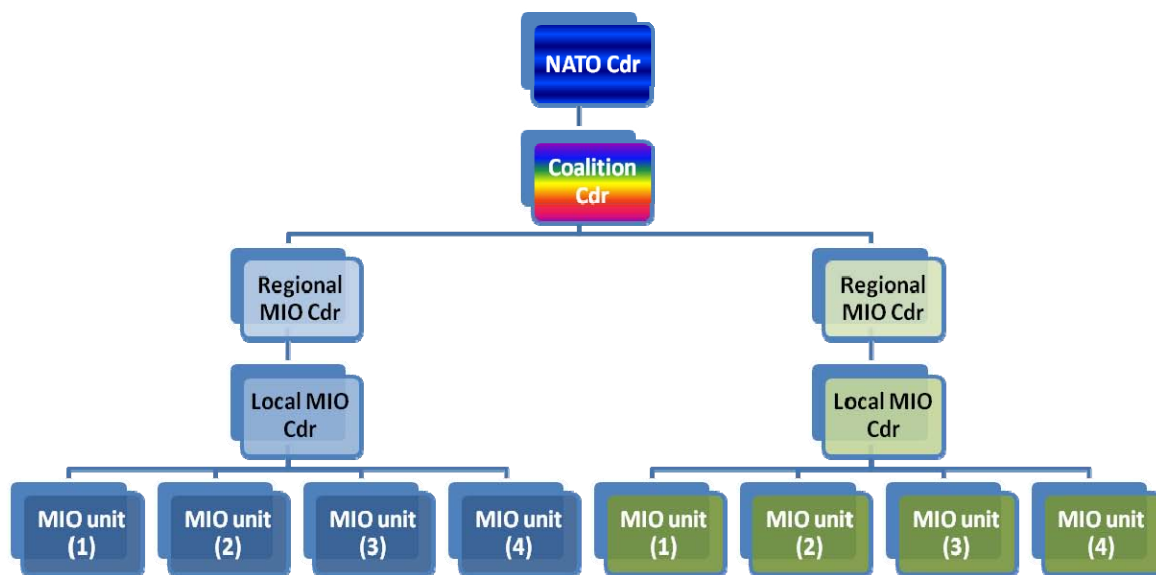 NATO Cdr
Coalition
Cdr
Regional
MIO Cdr
Regional
MIO Cdr
Local MIO
Cdr
Local MIO
Cdr
MIO unit
(1)
MIO unit
(2)
MIO unit
(3)
MIO unit
(4)
MIO unit
(1)
MIO unit
(2)
MIO unit
(3)
MIO unit
(4)